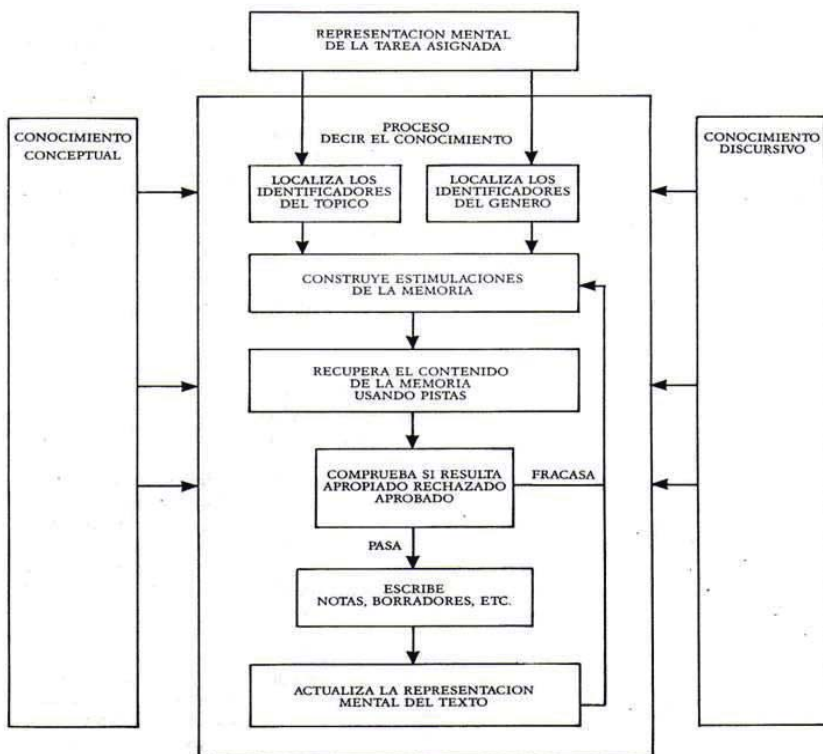 REPRESENTACION MENTAL
DE LA TAREA ASIGNADA
CONOCIMIENTO
CONCEPTUAL
PROCESO
DECIR EL CONOCIMIENTO
CONOCIMIENTO
DISCURSIVO
LOCALIZA LOS
IDENTIFICADORES
DEL TOPICO
LOCALIZA LOS
IDENTIFICADORES
DEL GENERO
CONSTRUYE ESTIMULACIONES
DE LA MEMORIA
RECUPERA EL CONTENIDO
DE LA MEMORIA
USANDO PISTAS
COMPRUEBA SI RESULTA
APROPIADO RECHAZADO
APROBADO
FRACASA
PASA
ESCRIBE
NOTAS, BORRADORES, ETC.
ACTUALIZA LA REPRESENTACION
MENTAL DEL TEXTO